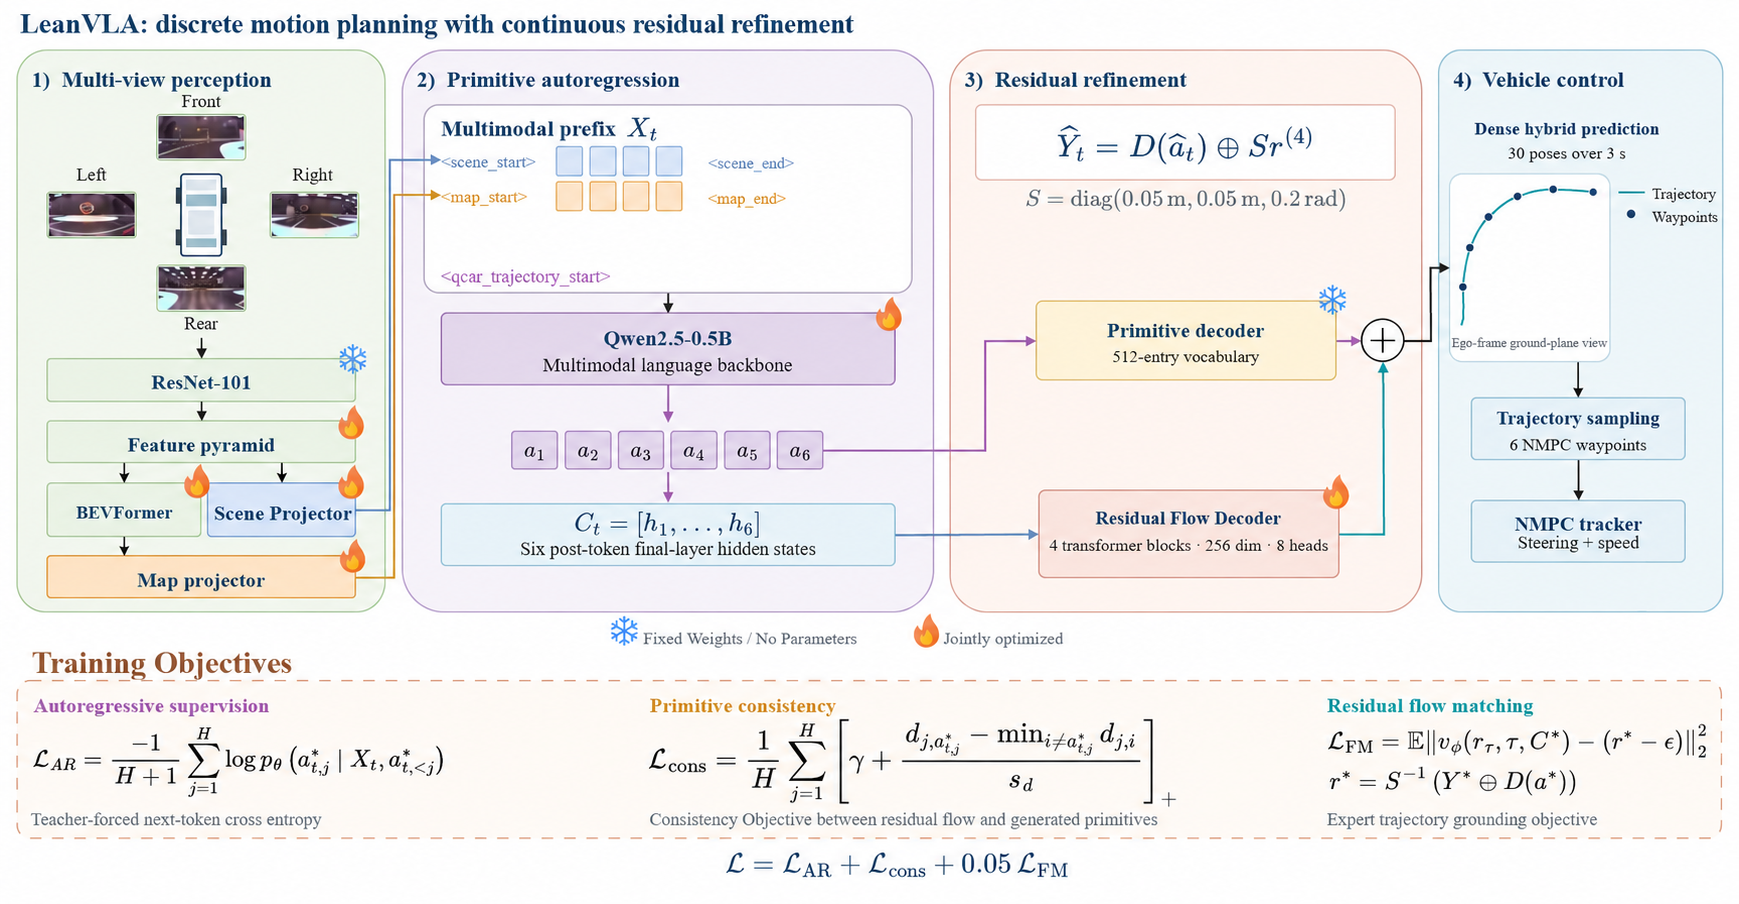 LeanVLA: discrete motion planning with continuous residual refinement
1) Multi-view perception
Front
Left
Right
Rear
ResNet-101
Feature pyramid
BEVFormer
Scene Projector
Map projector
2) Primitive autoregression
Multimodal prefix X_t
<scene_start>
<scene_end>
<map_start>
<map_end>
<qcar_trajectory_start>
Qwen2.5-0.5B
Multimodal language backbone
a_1 a_2 a_3 a_4 a_5 a_6
C_t = [h_1, . . . , h_6]
Six post-token final-layer hidden states
3) Residual refinement
Ŷ_t = D(â_t) ⊕ Sr^(4)
S = diag(0.05 m, 0.05 m, 0.2 rad)
Primitive decoder
512-entry vocabulary
+
Residual Flow Decoder
4 transformer blocks · 256 dim · 8 heads
4) Vehicle control
Dense hybrid prediction
30 poses over 3 s
Trajectory
Waypoints
Ego-frame ground-plane view
Trajectory sampling
6 NMPC waypoints
NMPC tracker
Steering + speed
Fixed Weights / No Parameters
Jointly optimized
Training Objectives
Autoregressive supervision
ℒ_AR = -1/(H + 1) ∑_{j=1}^{H} log p_θ (a*_{t,j} | X_t, a*_{t,<j})
Teacher-forced next-token cross entropy
Primitive consistency
ℒ_cons = 1/H ∑_{j=1}^{H} [γ + (d_{j,a*_{t,j}} − min_{i≠a*_{t,j}} d_{j,i}) / s_d]_+
Consistency Objective between residual flow and generated primitives
Residual flow matching
ℒ_FM = 𝔼||v_ϕ(r_τ, τ, C*) − (r* − ϵ)||_2^2
r* = S^{−1} (Y* ⊕ D(a*))
Expert trajectory grounding objective
ℒ = ℒ_AR + ℒ_cons + 0.05 ℒ_FM